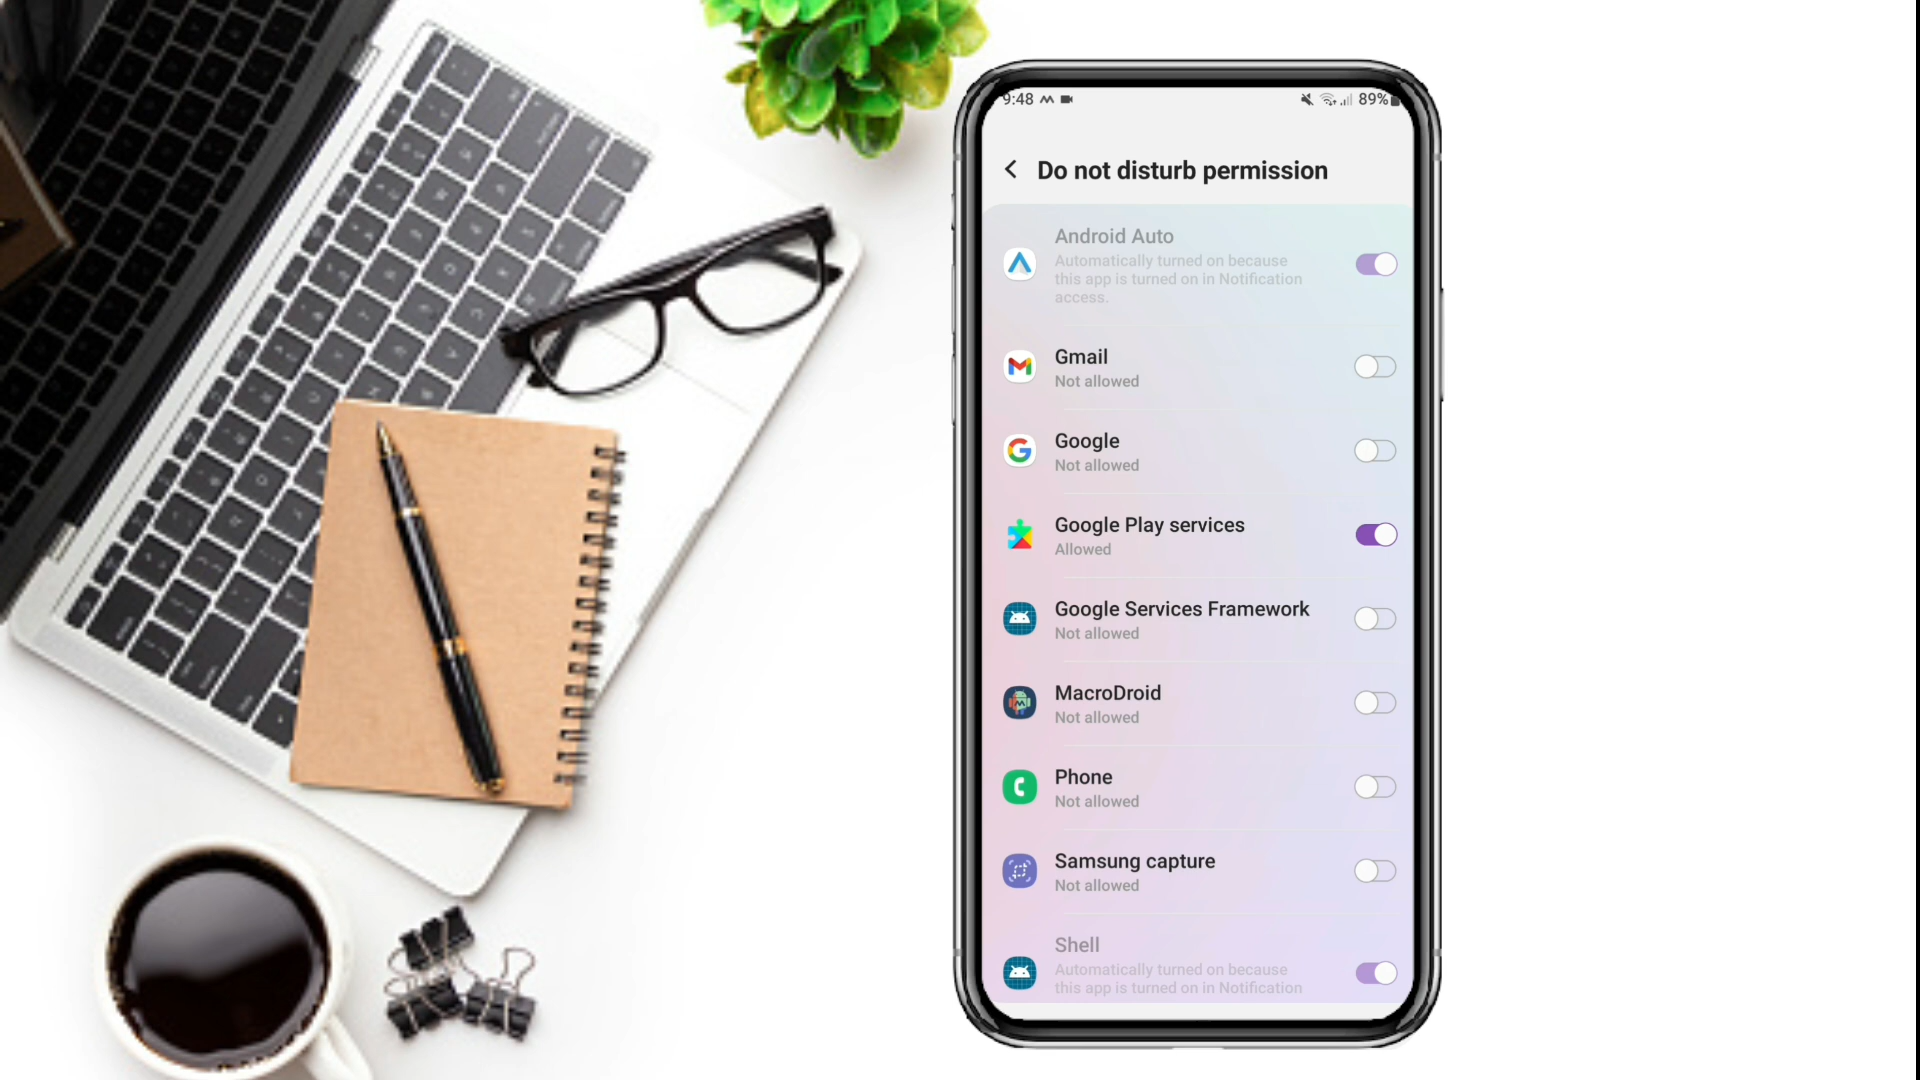 9:48 89%
Do not disturb permission
Android Auto
Automatically turned on because
this app is turned on in Notification
access.
Gmail
Not allowed
Google
Not allowed
Google Play services
Allowed
Google Services Framework
Not allowed
MacroDroid
Not allowed
Phone
Not allowed
Samsung capture
Not allowed
Shell
Automatically turned on because
this app is turned on in Notification